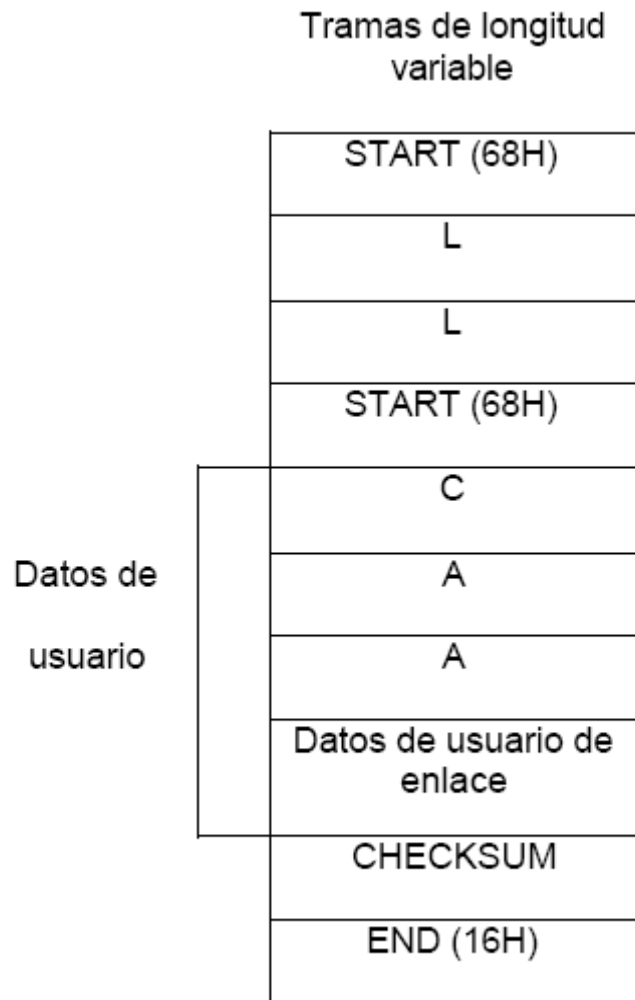 Tramas de longitud
variable
START (68H)
L
L
START (68H)
C
A
Datos de
usuario
A
Datos de usuario de
enlace
CHECKSUM
END (16H)